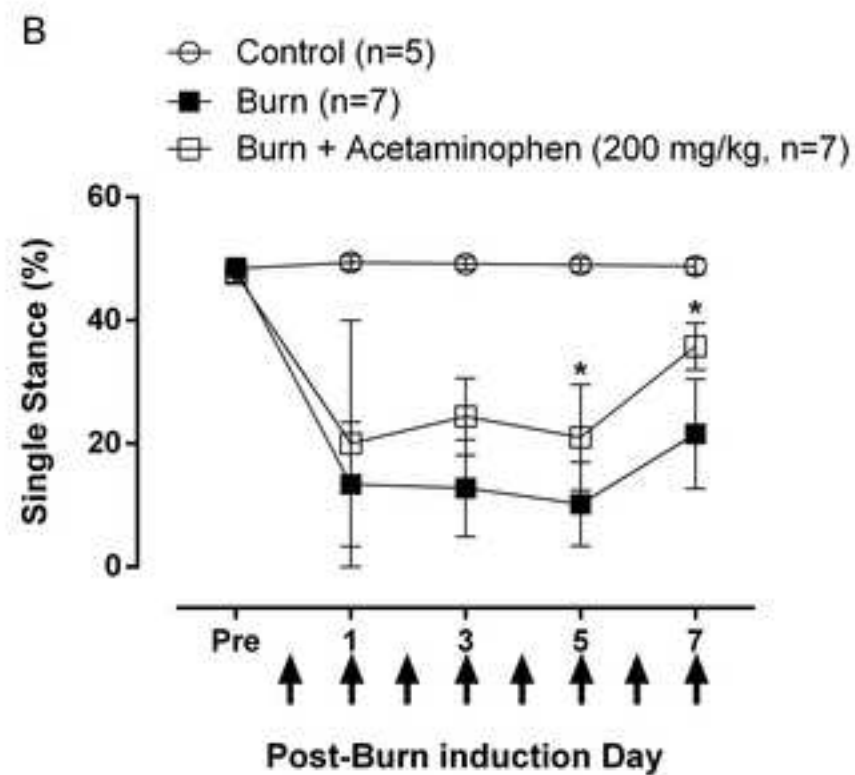 B
Control (n=5)
Burn (n=7)
Burn + Acetaminophen (200 mg/kg, n=7)
60
40
20
0
Single Stance (%)
*
*
Pre 1 3 5 7
Post-Burn induction Day